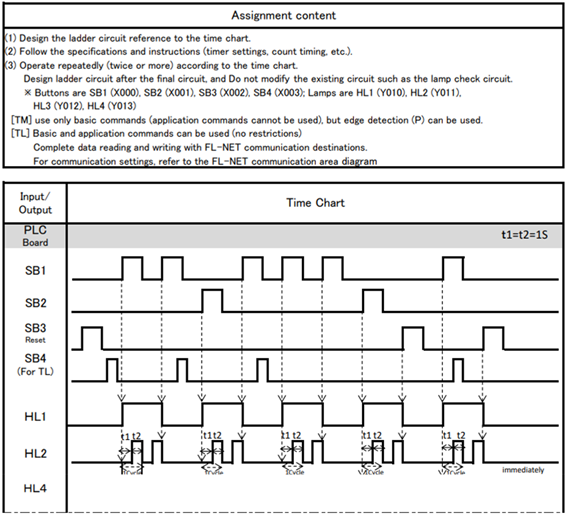 Assignment content
(1) Design the ladder circuit reference to the time chart.
(2) Follow the specifications and instructions (timer settings, count timing, etc.).
(3) Operate repeatedly (twice or more) according to the time chart.
Design ladder circuit after the final circuit, and Do not modify the existing circuit such as the lamp check circuit.
※ Buttons are SB1 (X000), SB2 (X001), SB3 (X002), SB4 (X003); Lamps are HL1 (Y010), HL2 (Y011),
HL3 (Y012), HL4 (Y013)
[TM] use only basic commands (application commands cannot be used), but edge detection (P) can be used.
[TL] Basic and application commands can be used (no restrictions)
Complete data reading and writing with FL-NET communication destinations.
For communication settings, refer to the FL-NET communication area diagram
Input/
Output
Time Chart
PLC
Board
t1=t2=1S
SB1
SB2
SB3
Reset
SB4
(For TL)
HL1
t1 t2 t1 t2 t1 t2 t1 t2 t1 t2
HL2
1Cycle 1Cycle 1Cycle 1Cycle 1Cycle
immediately
HL4